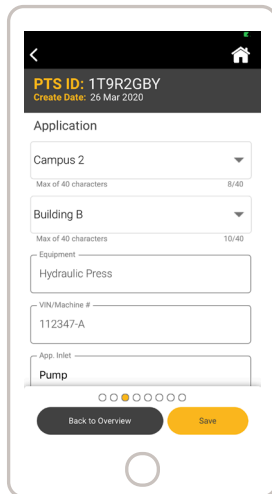 PTS ID: 1T9R2GBY
Create Date: 26 Mar 2020
Application
Campus 2
Max of 40 characters 8/40
Building B
Max of 40 characters 10/40
Equipment
Hydraulic Press
VIN/Machine #
112347-A
App. Inlet
Pump
Back to Overview Save